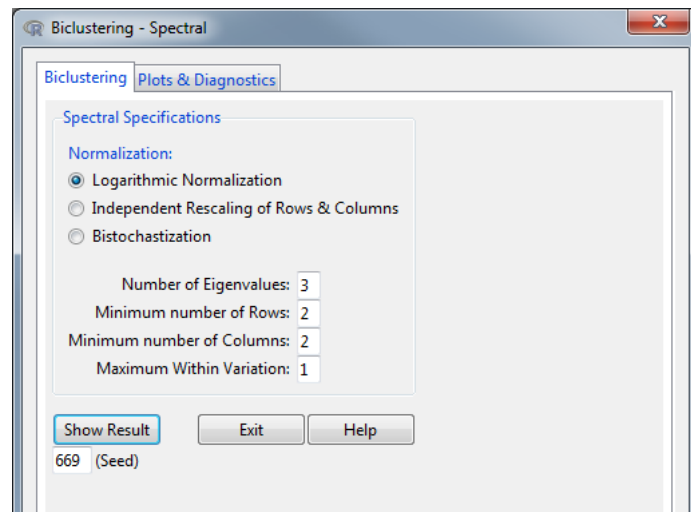 Biclustering - Spectral
Biclustering Plots & Diagnostics
Spectral Specifications
Normalization:
Logarithmic Normalization
Independent Rescaling of Rows & Columns
Bistochastization
Number of Eigenvalues: 3
Minimum number of Rows: 2
Minimum number of Columns: 2
Maximum Within Variation: 1
Show Result Exit Help
669 (Seed)